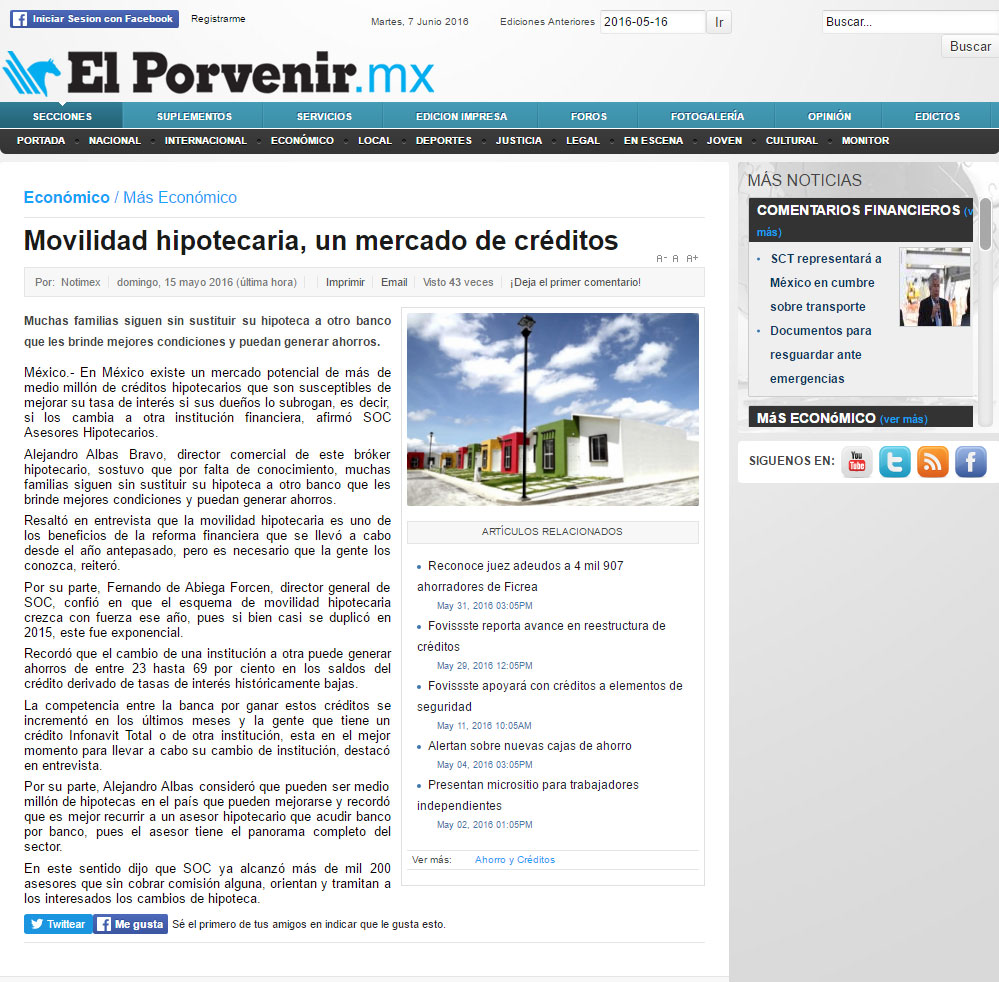 Iniciar Sesion con Facebook
Registrarme
Martes, 7 Junio 2016
Ediciones Anteriores
2016-05-16
Ir
Buscar...
Buscar
El Porvenir.mx
SECCIONES SUPLEMENTOS SERVICIOS EDICION IMPRESA FOROS FOTOGALERÍA OPINIÓN EDICTOS
PORTADA NACIONAL INTERNACIONAL ECONÓMICO LOCAL DEPORTES JUSTICIA LEGAL EN ESCENA JOVEN CULTURAL MONITOR
Económico / Más Económico
Movilidad hipotecaria, un mercado de créditos
A- A A+
Por: Notimex domingo, 15 mayo 2016 (última hora) Imprimir Email Visto 43 veces ¡Deja el primer comentario!
Muchas familias siguen sin sustituir su hipoteca a otro banco
que les brinde mejores condiciones y puedan generar ahorros.
México.- En México existe un mercado potencial de más de
medio millón de créditos hipotecarios que son susceptibles de
mejorar su tasa de interés si sus dueños lo subrogan, es decir,
si los cambia a otra institución financiera, afirmó SOC
Asesores Hipotecarios.
Alejandro Albas Bravo, director comercial de este bróker
hipotecario, sostuvo que por falta de conocimiento, muchas
familias siguen sin sustituir su hipoteca a otro banco que les
brinde mejores condiciones y puedan generar ahorros.
Resaltó en entrevista que la movilidad hipotecaria es uno de
los beneficios de la reforma financiera que se llevó a cabo
desde el año antepasado, pero es necesario que la gente los
conozca, reiteró.
Por su parte, Fernando de Abiega Forcen, director general de
SOC, confió en que el esquema de movilidad hipotecaria
crezca con fuerza ese año, pues si bien casi se duplicó en
2015, este fue exponencial.
Recordó que el cambio de una institución a otra puede generar
ahorros de entre 23 hasta 69 por ciento en los saldos del
crédito derivado de tasas de interés históricamente bajas.
La competencia entre la banca por ganar estos créditos se
incrementó en los últimos meses y la gente que tiene un
crédito Infonavit Total o de otra institución, esta en el mejor
momento para llevar a cabo su cambio de institución, destacó
en entrevista.
Por su parte, Alejandro Albas consideró que pueden ser medio
millón de hipotecas en el país que pueden mejorarse y recordó
que es mejor recurrir a un asesor hipotecario que acudir banco
por banco, pues el asesor tiene el panorama completo del
sector.
En este sentido dijo que SOC ya alcanzó más de mil 200
asesores que sin cobrar comisión alguna, orientan y tramitan a
los interesados los cambios de hipoteca.
Twittear
Me gusta
Sé el primero de tus amigos en indicar que le gusta esto.
ARTÍCULOS RELACIONADOS
Reconoce juez adeudos a 4 mil 907
ahorradores de Ficrea
May 31, 2016 03:05PM
Fovissste reporta avance en reestructura de
créditos
May 29, 2016 12:05PM
Fovissste apoyará con créditos a elementos de
seguridad
May 11, 2016 10:05AM
Alertan sobre nuevas cajas de ahorro
May 04, 2016 03:05PM
Presentan micrositio para trabajadores
independientes
May 02, 2016 01:05PM
Ver más: Ahorro y Créditos
MÁS NOTICIAS
COMENTARIOS FINANCIEROS (v
más)
SCT representará a
México en cumbre
sobre transporte
Documentos para
resguardar ante
emergencias
MáS ECONóMICO (ver más)
SIGUENOS EN:
You
Tube